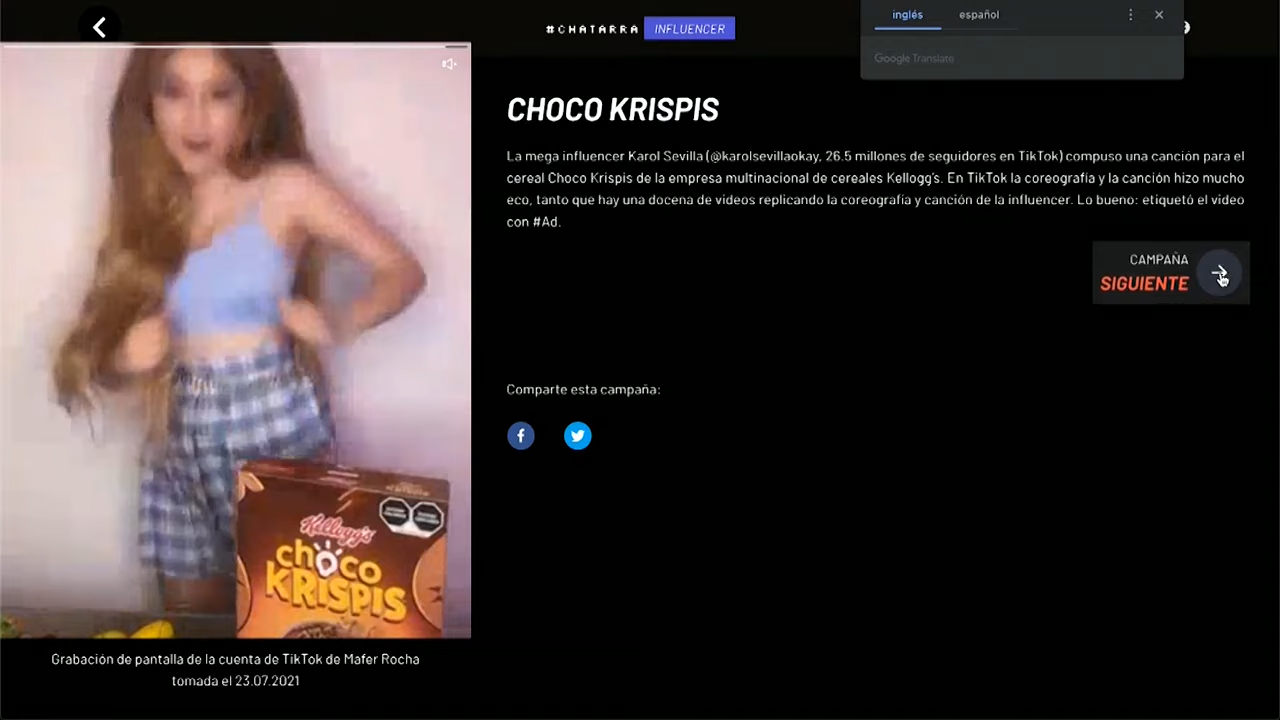 #CHATARRA INFLUENCER
inglés español
Google Translate
CHOCO KRISPIS
La mega influencer Karol Sevilla (@karolsevillaokay, 26.5 millones de seguidores en TikTok) compuso una canción para el
cereal Choco Krispis de la empresa multinacional de cereales Kellogg's. En TikTok la coreografía y la canción hizo mucho
eco, tanto que hay una docena de videos replicando la coreografía y canción de la influencer. Lo bueno: etiquetó el video
con #Ad.
CAMPAÑA
SIGUIENTE
Comparte esta campaña:
Kellogg's
choco
KRISPIS
Grabación de pantalla de la cuenta de TikTok de Mafer Rocha
tomada el 23.07.2021